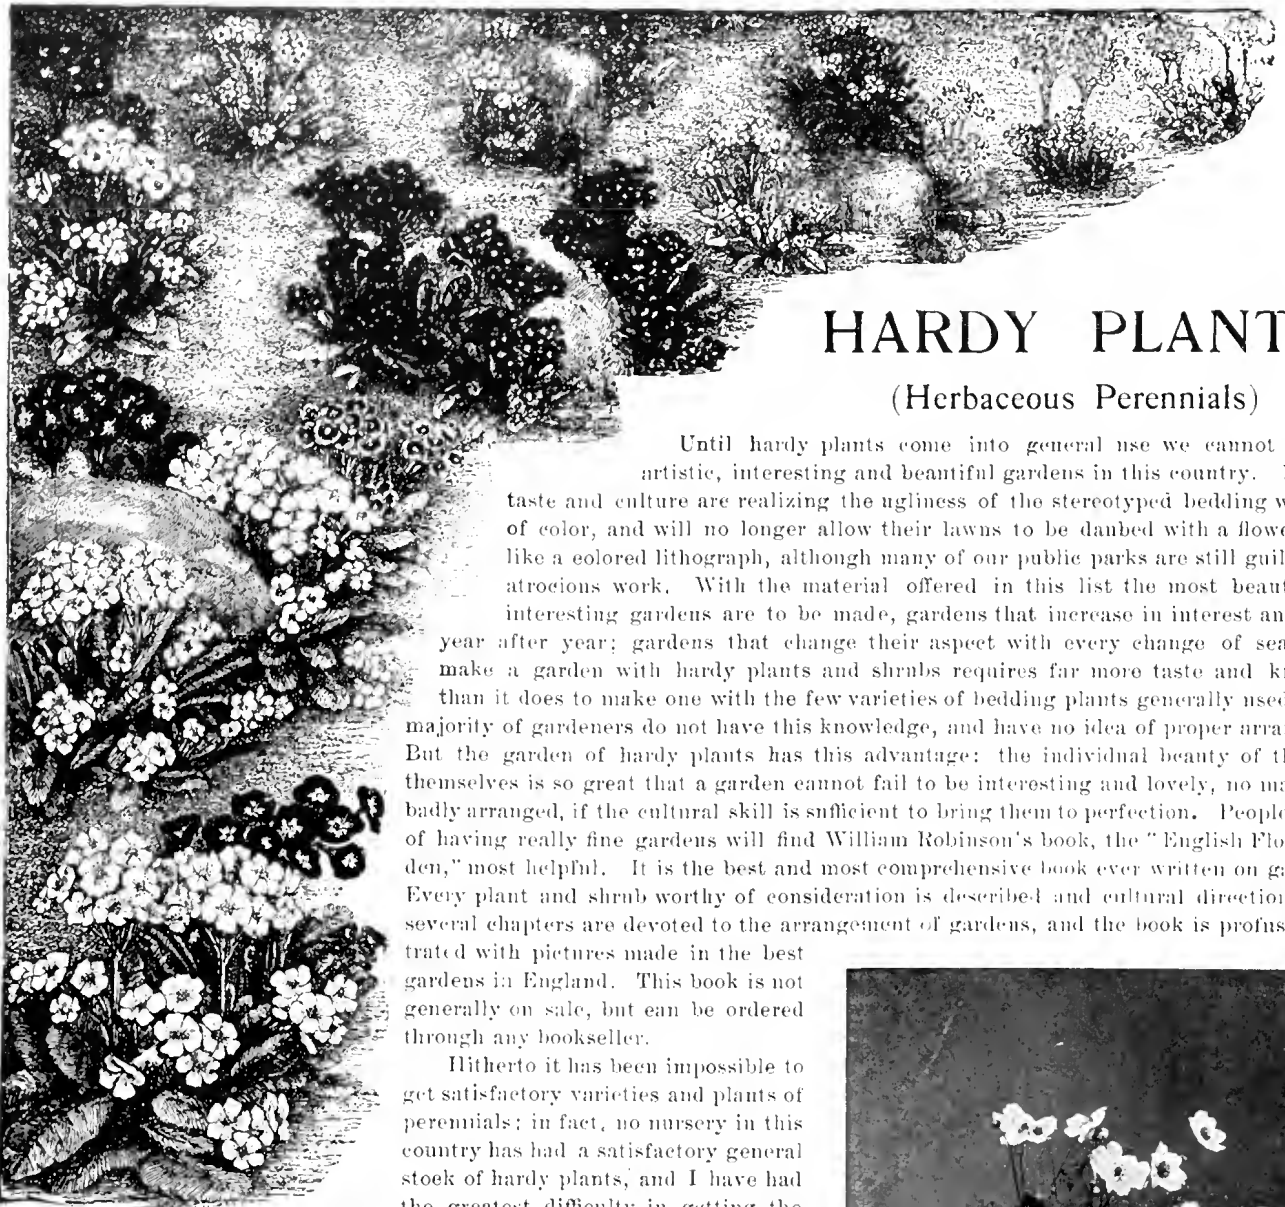 HARDY PLANT
(Herbaceous Perennials)
Until hardy plants come into general use we cannot
artistic, interesting and beautiful gardens in this country.
taste and culture are realizing the ugliness of the stereotyped bedding w
of color, and will no longer allow their lawns to be daubed with a flowe
like a colored lithograph, although many of our public parks are still guil
atrocious work. With the material offered in this list the most beaut
interesting gardens are to be made, gardens that increase in interest an
year after year; gardens that change their aspect with every change of sea
make a garden with hardy plants and shrubs requires far more taste and k
than it does to make one with the few varieties of bedding plants generally used
majority of gardeners do not have this knowledge, and have no idea of proper arra
But the garden of hardy plants has this advantage: the individual beauty of t
themselves is so great that a garden cannot fail to be interesting and lovely, no ma
badly arranged, if the cultural skill is sufficient to bring them to perfection. People
of having really fine gardens will find William Robinson's book, the "English Flo
den," most helpful. It is the best and most comprehensive book ever written on ga
Every plant and shrub worthy of consideration is described and cultural direction
several chapters are devoted to the arrangement of gardens, and the book is profus
trated with pictures made in the best
gardens in England. This book is not
generally on sale, but can be ordered
through any bookseller.
Hitherto it has been impossible to
get satisfactory varieties and plants of
perennials; in fact, no nursery in this
country has had a satisfactory general
stock of hardy plants, and I have had
the greatest difficulty in getting the